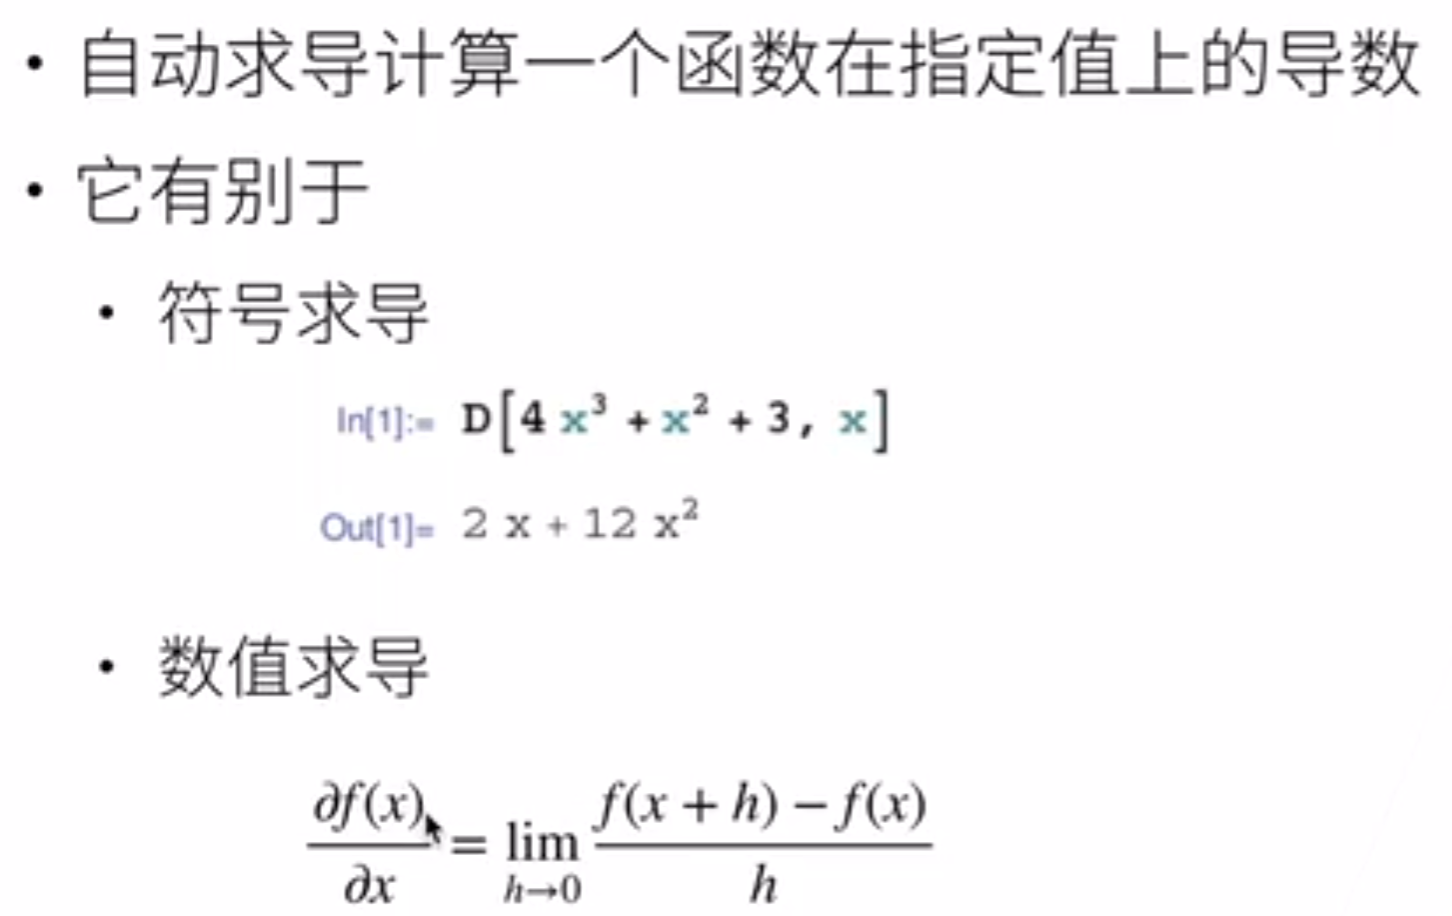 • 自动求导计算一个函数在指定值上的导数
• 它有别于
• 符号求导
In[1]:= D[4 x³ + x² + 3, x]
Out[1]= 2 x + 12 x²
• 数值求导
∂f(x)/∂x = lim h→0 (f(x + h) − f(x))/h